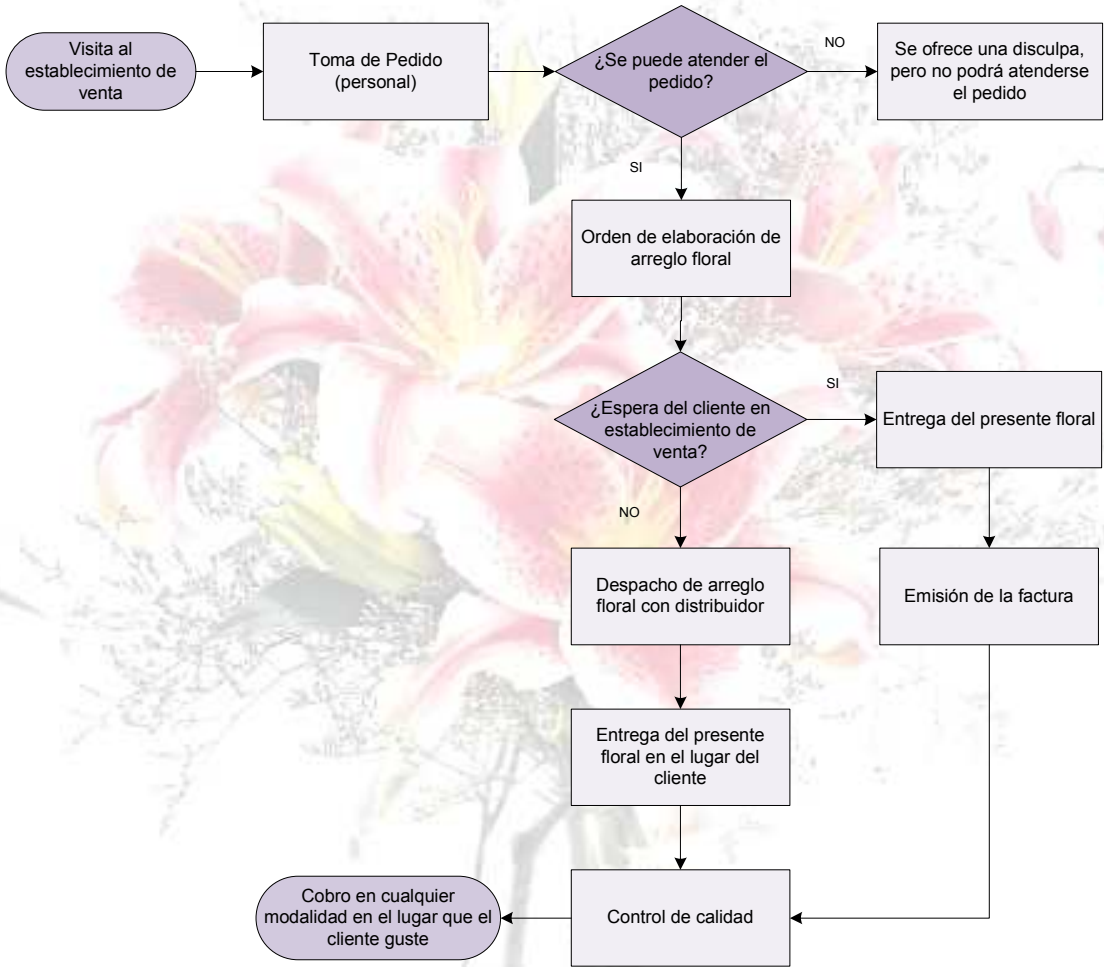 Visita al
establecimiento de
venta
Toma de Pedido
(personal)
¿Se puede atender el
pedido?
NO
Se ofrece una disculpa,
pero no podrá atenderse
el pedido
SI
Orden de elaboración de
arreglo floral
¿Espera del cliente en
establecimiento de
venta?
SI
Entrega del presente floral
NO
Despacho de arreglo
floral con distribuidor
Emisión de la factura
Entrega del presente
floral en el lugar del
cliente
Control de calidad
Cobro en cualquier
modalidad en el lugar que el
cliente guste